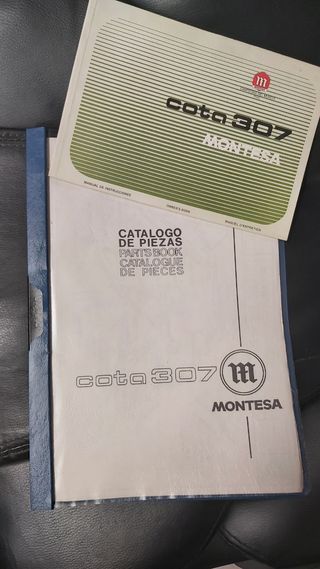 cota 307
MONTESA
MANUAL DE INSTRUCCIONES
OWNER'S BOOK
MANUEL D'ENTRETIEN
CATALOGO
DE PIEZAS
PARTS BOOK
CATALOGUE
DE PIECES
cota 307
m
MONTESA